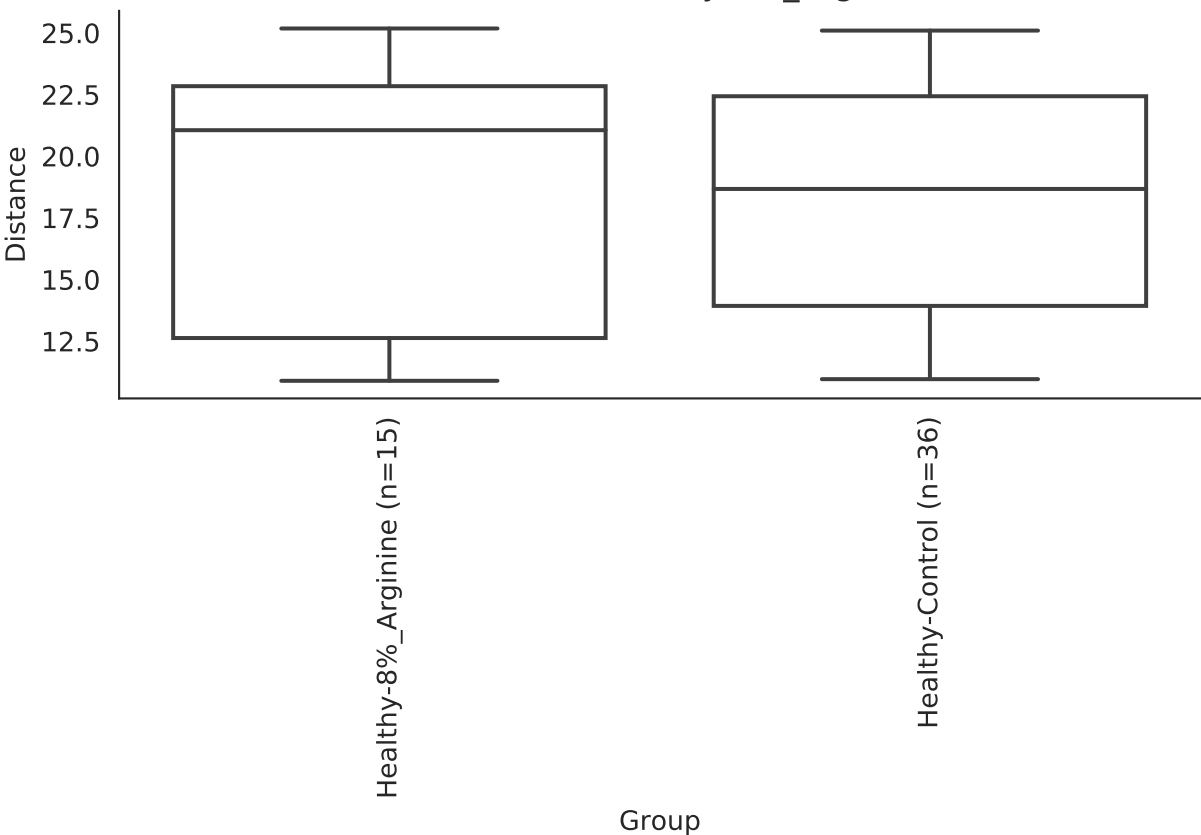 25.0
22.5
20.0
17.5
15.0
12.5
Distance
Healthy-8%_Arginine (n=15)
Healthy-Control (n=36)
Group